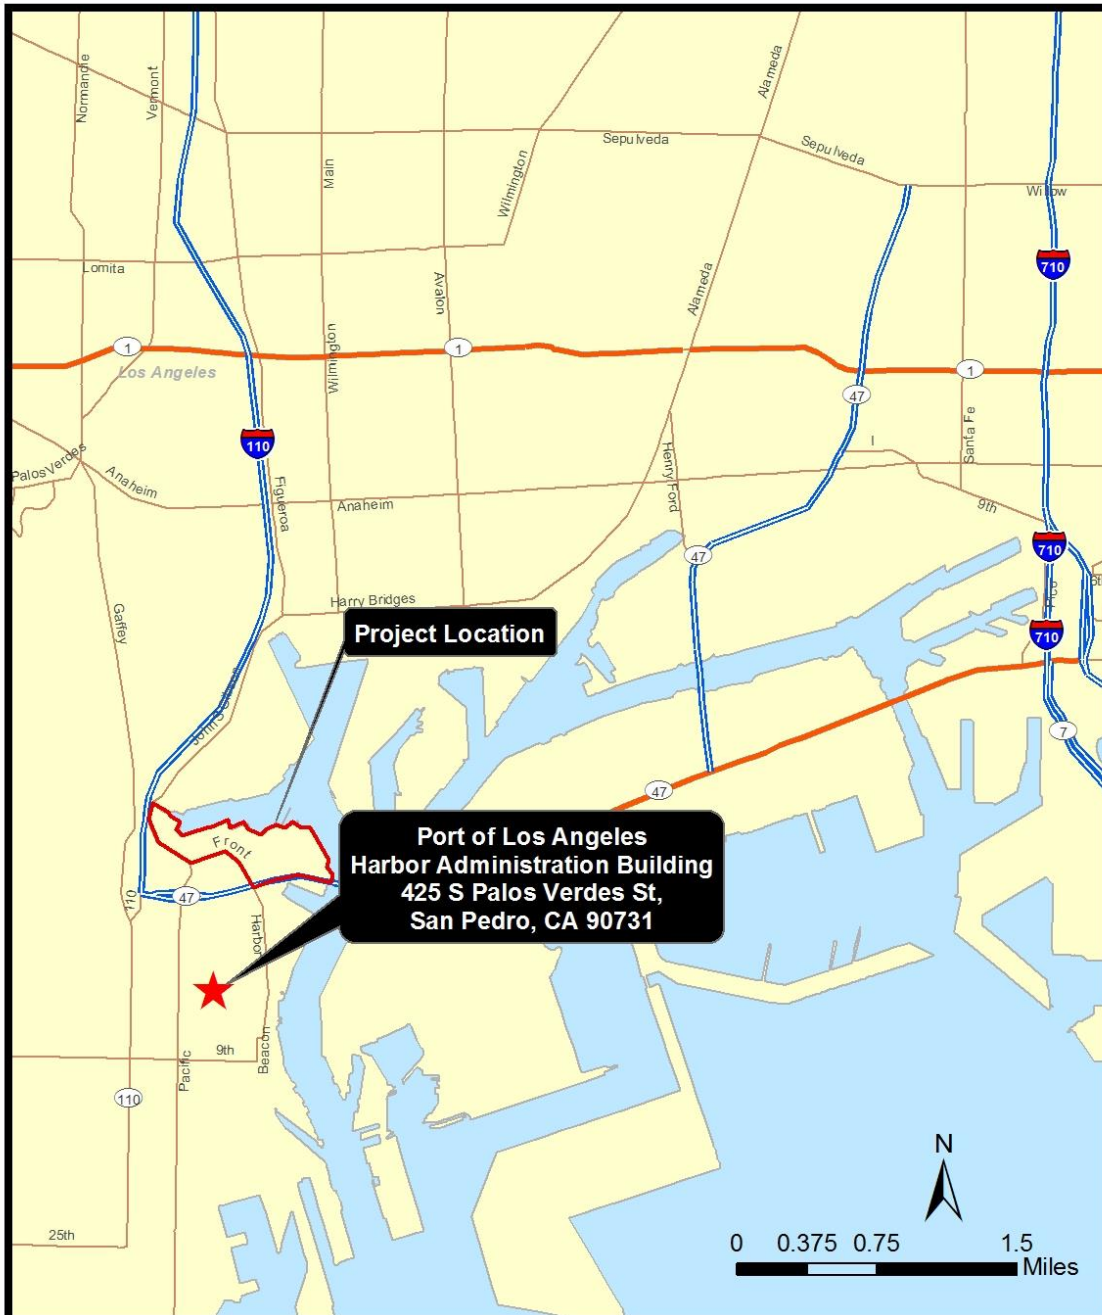 Normandie
Vermont
Alameda
Sepulveda
Sepulveda
Main
Wilmington
Willow
Lomita
Avalon
Alameda
710
1
1
Wilmington
Los Angeles
1
47
110
Palos Verdes
Anaheim
Figueroa
Anaheim
Henry Ford
I
Santa Fe
9th
47
710
Pico
Harry Bridges
Gaffey
Project Location
710
John S Gibson
7
47
Port of Los Angeles
Harbor Administration Building
425 S Palos Verdes St,
San Pedro, CA 90731
Front
110
47
Harbor
9th
Beacon
Pacific
110
25th
N
0 0.375 0.75 1.5
Miles